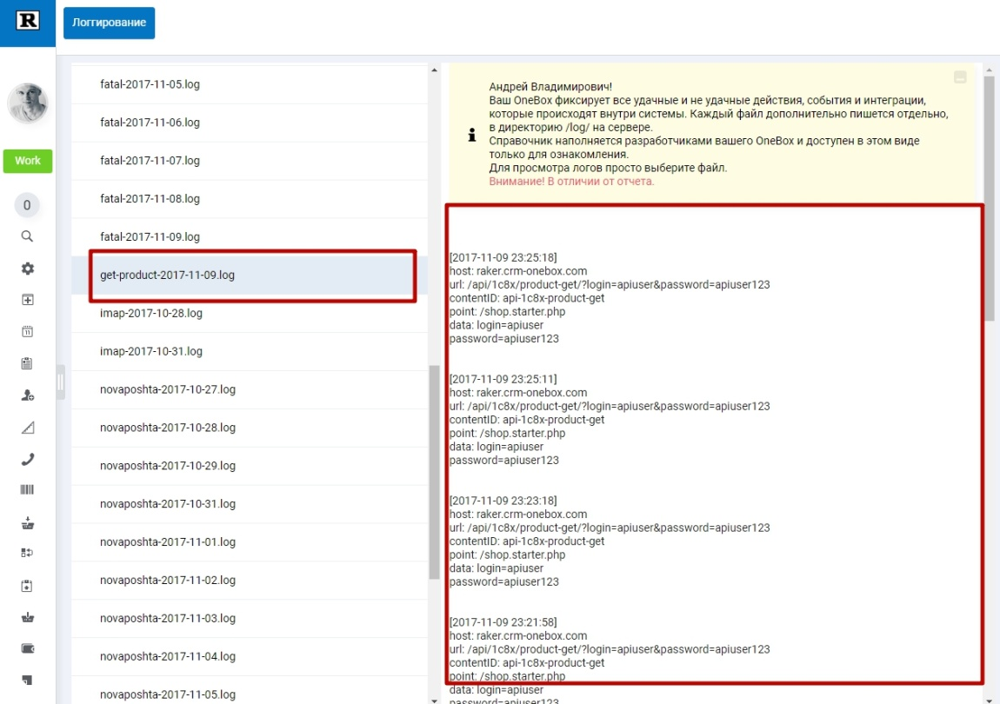 R
Логгирование
Work
0
11
fatal-2017-11-05.log
fatal-2017-11-06.log
fatal-2017-11-07.log
fatal-2017-11-08.log
fatal-2017-11-09.log
get-product-2017-11-09.log
imap-2017-10-28.log
imap-2017-10-31.log
novaposhta-2017-10-27.log
novaposhta-2017-10-28.log
novaposhta-2017-10-29.log
novaposhta-2017-10-31.log
novaposhta-2017-11-01.log
novaposhta-2017-11-02.log
novaposhta-2017-11-03.log
novaposhta-2017-11-04.log
novaposhta-2017-11-05.log
Андрей Владимирович!
Ваш OneBox фиксирует все удачные и не удачные действия, события и интеграции,
которые происходят внутри системы. Каждый файл дополнительно пишется отдельно,
в директорию /log/ на сервере.
Справочник наполняется разработчиками вашего OneBox и доступен в этом виде
только для ознакомления.
Для просмотра логов просто выберите файл.
Внимание! В отличии от отчета.
[2017-11-09 23:25:18]
host: raker.crm-onebox.com
url: /api/1c8x/product-get/?login=apiuser&password=apiuser123
contentID: api-1c8x-product-get
point: /shop.starter.php
data: login=apiuser
password=apiuser123
[2017-11-09 23:25:11]
host: raker.crm-onebox.com
url: /api/1c8x/product-get/?login=apiuser&password=apiuser123
contentID: api-1c8x-product-get
point: /shop.starter.php
data: login=apiuser
password=apiuser123
[2017-11-09 23:23:18]
host: raker.crm-onebox.com
url: /api/1c8x/product-get/?login=apiuser&password=apiuser123
contentID: api-1c8x-product-get
point: /shop.starter.php
data: login=apiuser
password=apiuser123
[2017-11-09 23:21:58]
host: raker.crm-onebox.com
url: /api/1c8x/product-get/?login=apiuser&password=apiuser123
contentID: api-1c8x-product-get
point: /shop.starter.php
data: login=apiuser
password=apiuser123